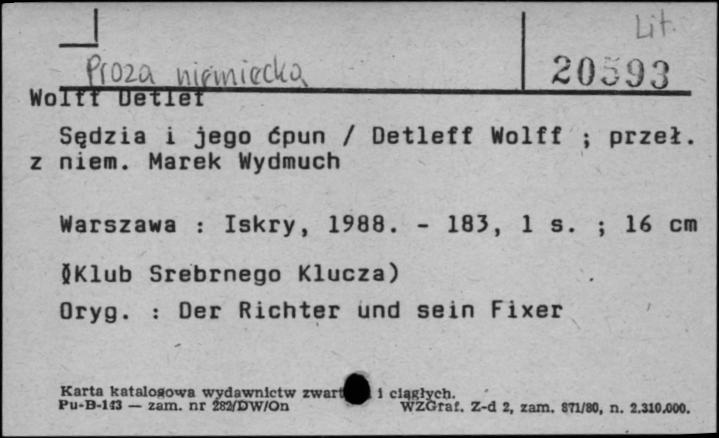 Lit.
Proza niemiecka
20593
Wolff Detlef
Sędzia i jego ćpun / Detleff Wolff ; przeł.
z niem. Marek Wydmuch
Warszawa : Iskry, 1988. - 183, 1 s. ; 16 cm
(Klub Srebrnego Klucza)
Oryg. : Der Richter und sein Fixer
Karta katalogowa wydawnictw i ciągłych.
Pu-B-143 — zam. nr 282/DW/On
WZGraf. Z-d 2, zam. 871/80, n. 2.310.000.